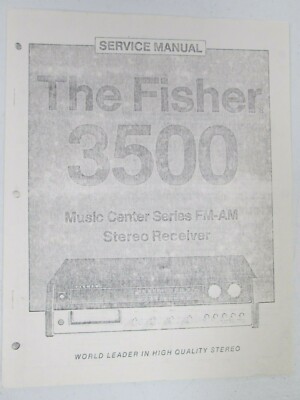 SERVICE MANUAL
The Fisher
3500
Music Center Series FM-AM
Stereo Receiver
WORLD LEADER IN HIGH QUALITY STEREO